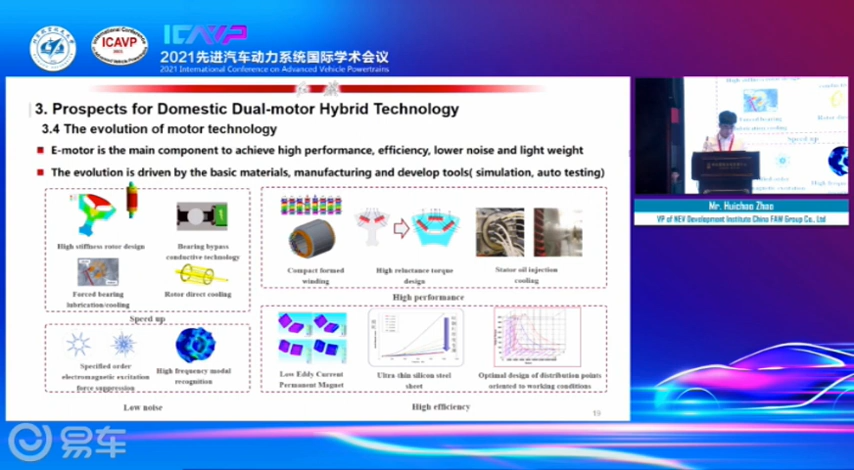 ICAVP
ICAVP
2021先进汽车动力系统国际学术会议
2021 International Conference on Advanced Vehicle Powertrains
3. Prospects for Domestic Dual-motor Hybrid Technology
3.4 The evolution of motor technology
E-motor is the main component to achieve high performance, efficiency, lower noise and light weight
The evolution is driven by the basic materials, manufacturing and develop tools( simulation, auto testing)
High stiffness rotor design
Bearing bypass
conductive technology
Forced bearing
lubrication/cooling
Rotor direct cooling
Speed up
Compact formed
winding
High reluctance torque
design
Stator oil injection
cooling
High performance
Specified order
electromagnetic excitation
force suppression
High frequency modal
recognition
Low noise
Low Eddy Current
Permanent Magnet
Ultra-thin silicon steel
sheet
Optimal design of distribution points
oriented to working conditions
High efficiency
19
Mr. Huichao Zhao
VP of NEV Development Institute China FAW Group Co., Ltd
易车